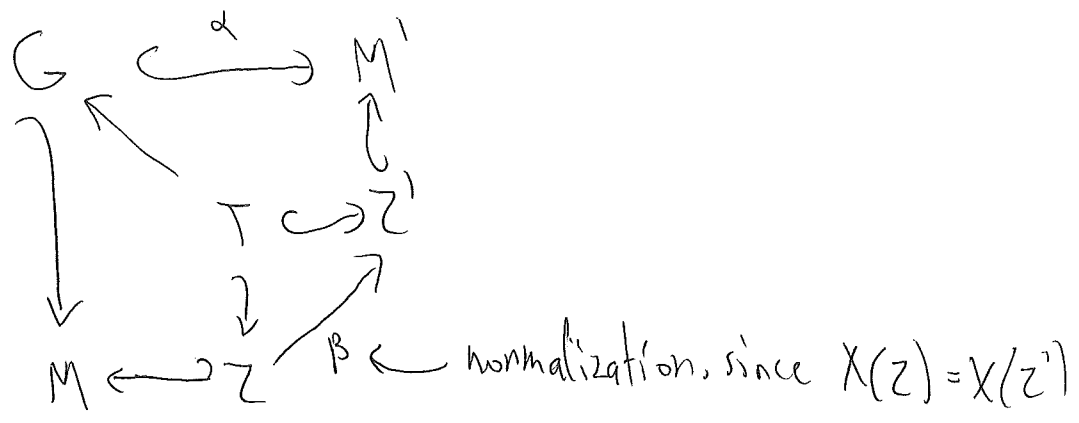 α
G M'
T Z'
M Z β normalization, since X(Z) = X(Z')